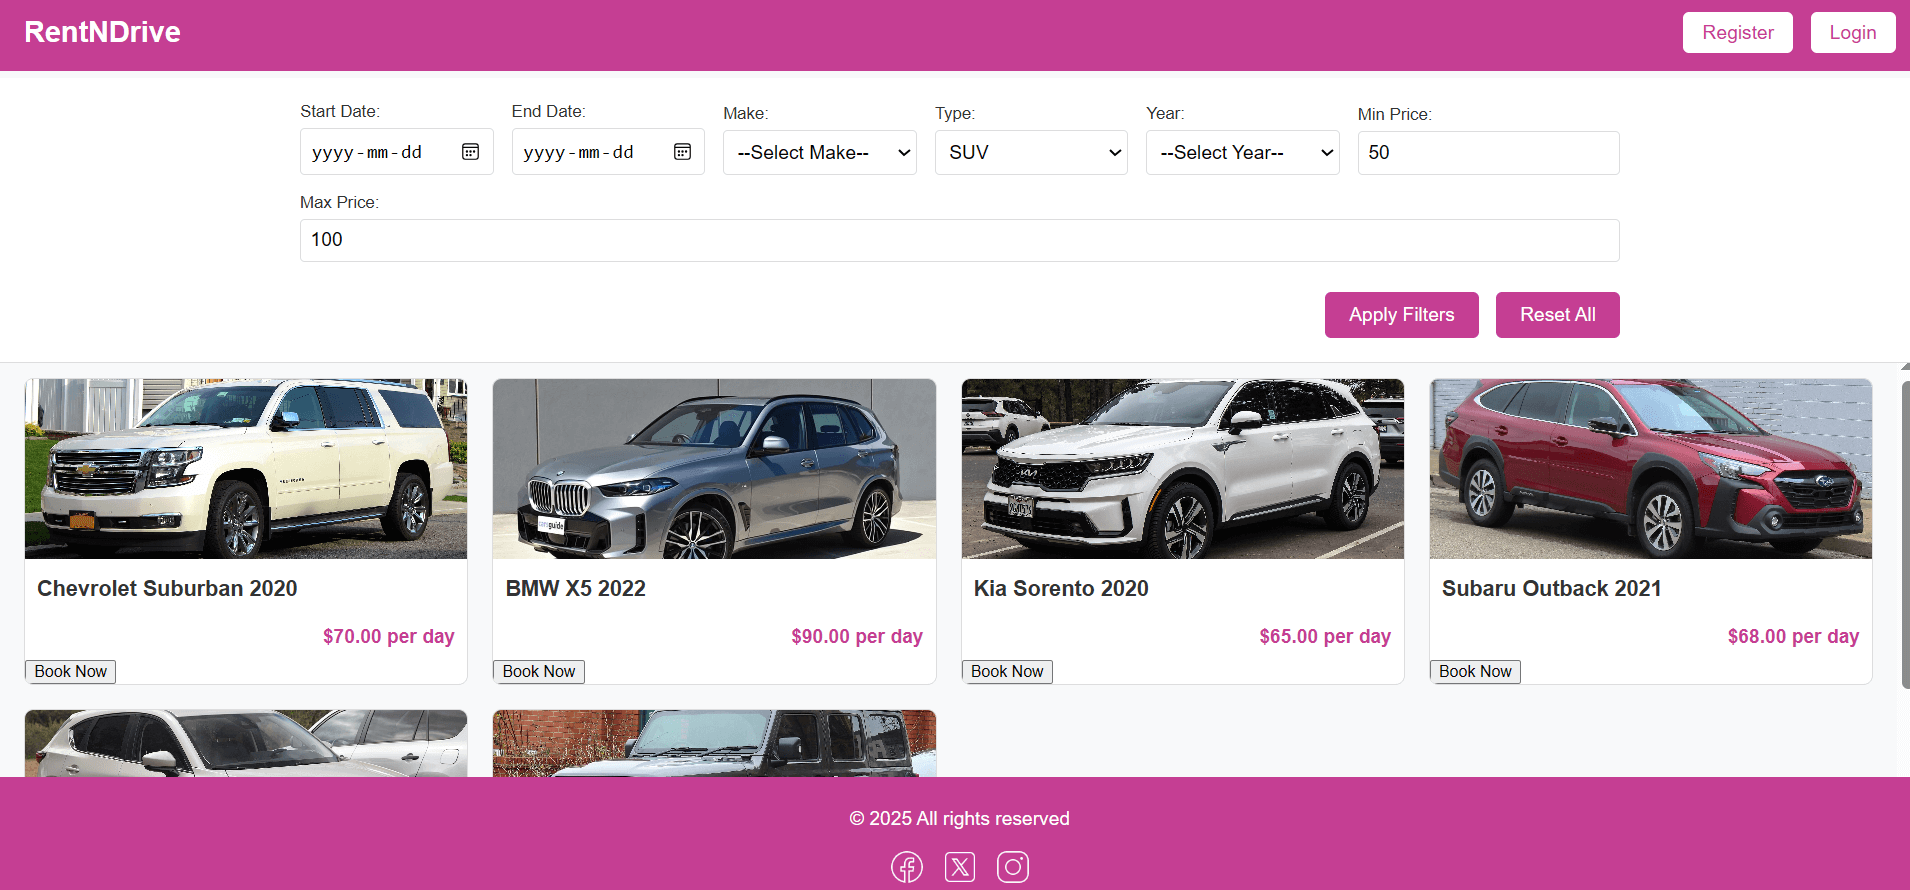 RentNDrive
Register
Login
Start Date:
End Date:
Make:
Type:
Year:
Min Price:
yyyy-mm-dd
yyyy-mm-dd
--Select Make--
SUV
--Select Year--
50
Max Price:
100
Apply Filters
Reset All
carsguide
KIA
Chevrolet Suburban 2020
$70.00 per day
Book Now
BMW X5 2022
$90.00 per day
Book Now
Kia Sorento 2020
$65.00 per day
Book Now
Subaru Outback 2021
$68.00 per day
Book Now
© 2025 All rights reserved